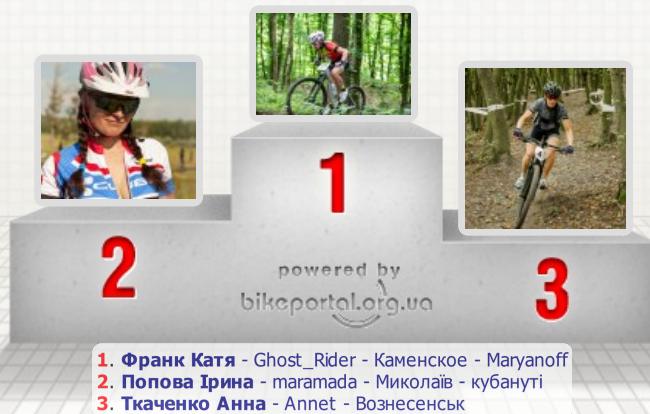 1
2
3
powered by
bikeportal.org.ua
1. Франк Катя - Ghost_Rider - Каменское - Maryanoff
2. Попова Ірина - maramada - Миколаїв - кубануті
3. Ткаченко Анна - Annet - Вознесенськ